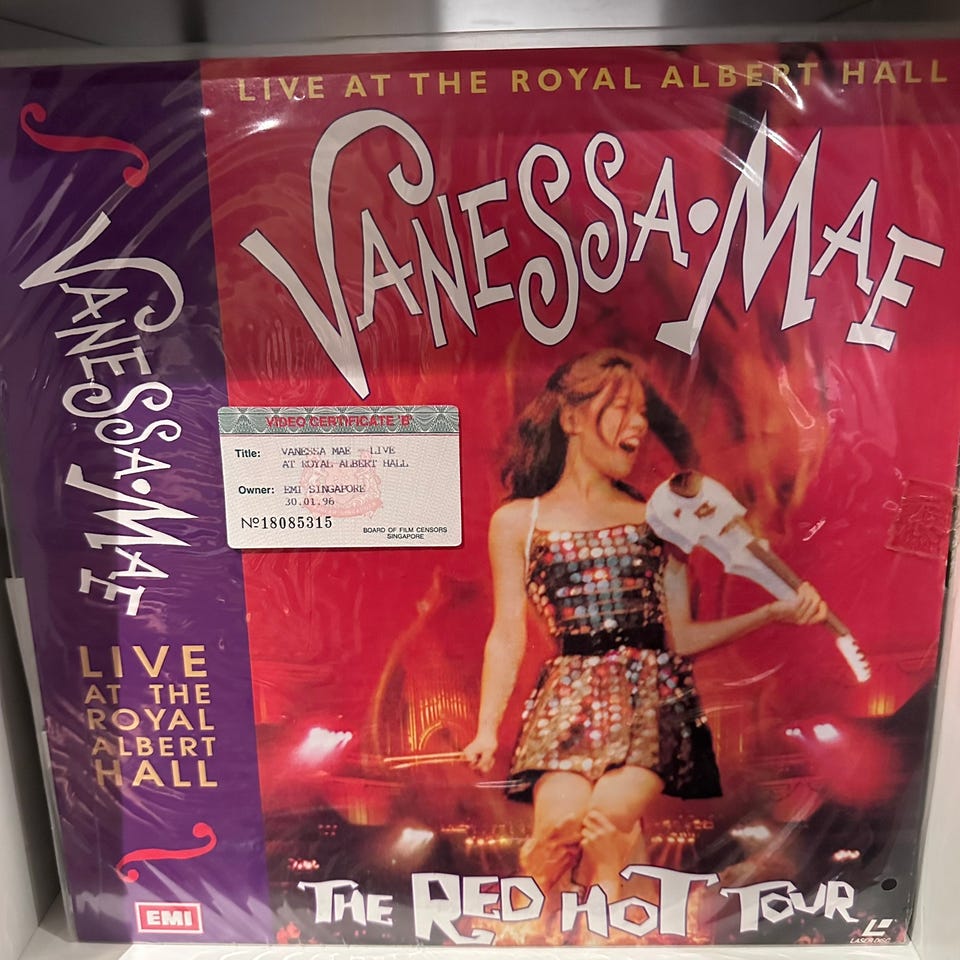 LIVE AT THE ROYAL ALBERT HALL
VANESSA•MAE
VANESSA•MAE
LIVE
AT THE
ROYAL
ALBERT
HALL
EMI
VIDEO CERTIFICATE 'B'
Title: VANESSA MAE - LIVE
AT ROYAL ALBERT HALL
Owner: EMI SINGAPORE
30.01.96
Nº18085315
BOARD OF FILM CENSORS
SINGAPORE
THE RED HOT TOUR
LASERDISC